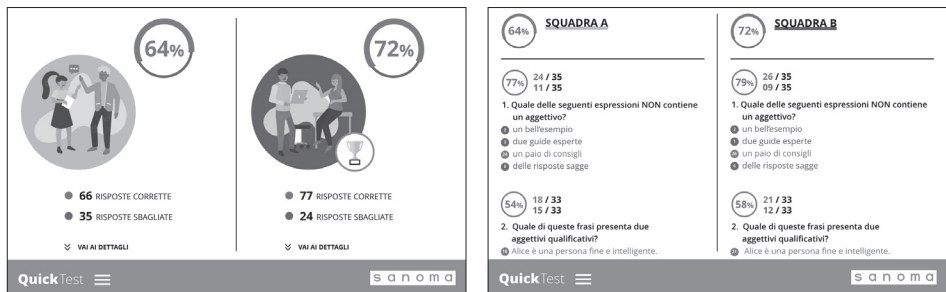 64%
72%
66 RISPOSTE CORRETTE
35 RISPOSTE SBAGLIATE
VAI AI DETTAGLI
77 RISPOSTE CORRETTE
24 RISPOSTE SBAGLIATE
VAI AI DETTAGLI
QuickTest
sanoma
64%
SQUADRA A
77%
24 / 35
11 / 35
1. Quale delle seguenti espressioni NON contiene
un aggettivo?
un bell'esempio
due guide esperte
un paio di consigli
delle risposte sagge
54%
18 / 33
15 / 33
2. Quale di queste frasi presenta due
aggettivi qualificativi?
Alice è una persona fine e intelligente.
72%
SQUADRA B
79%
26 / 35
09 / 35
1. Quale delle seguenti espressioni NON contiene
un aggettivo?
un bell'esempio
due guide esperte
un paio di consigli
delle risposte sagge
58%
21 / 33
12 / 33
2. Quale di queste frasi presenta due
aggettivi qualificativi?
Alice è una persona fine e intelligente.
QuickTest
sanoma